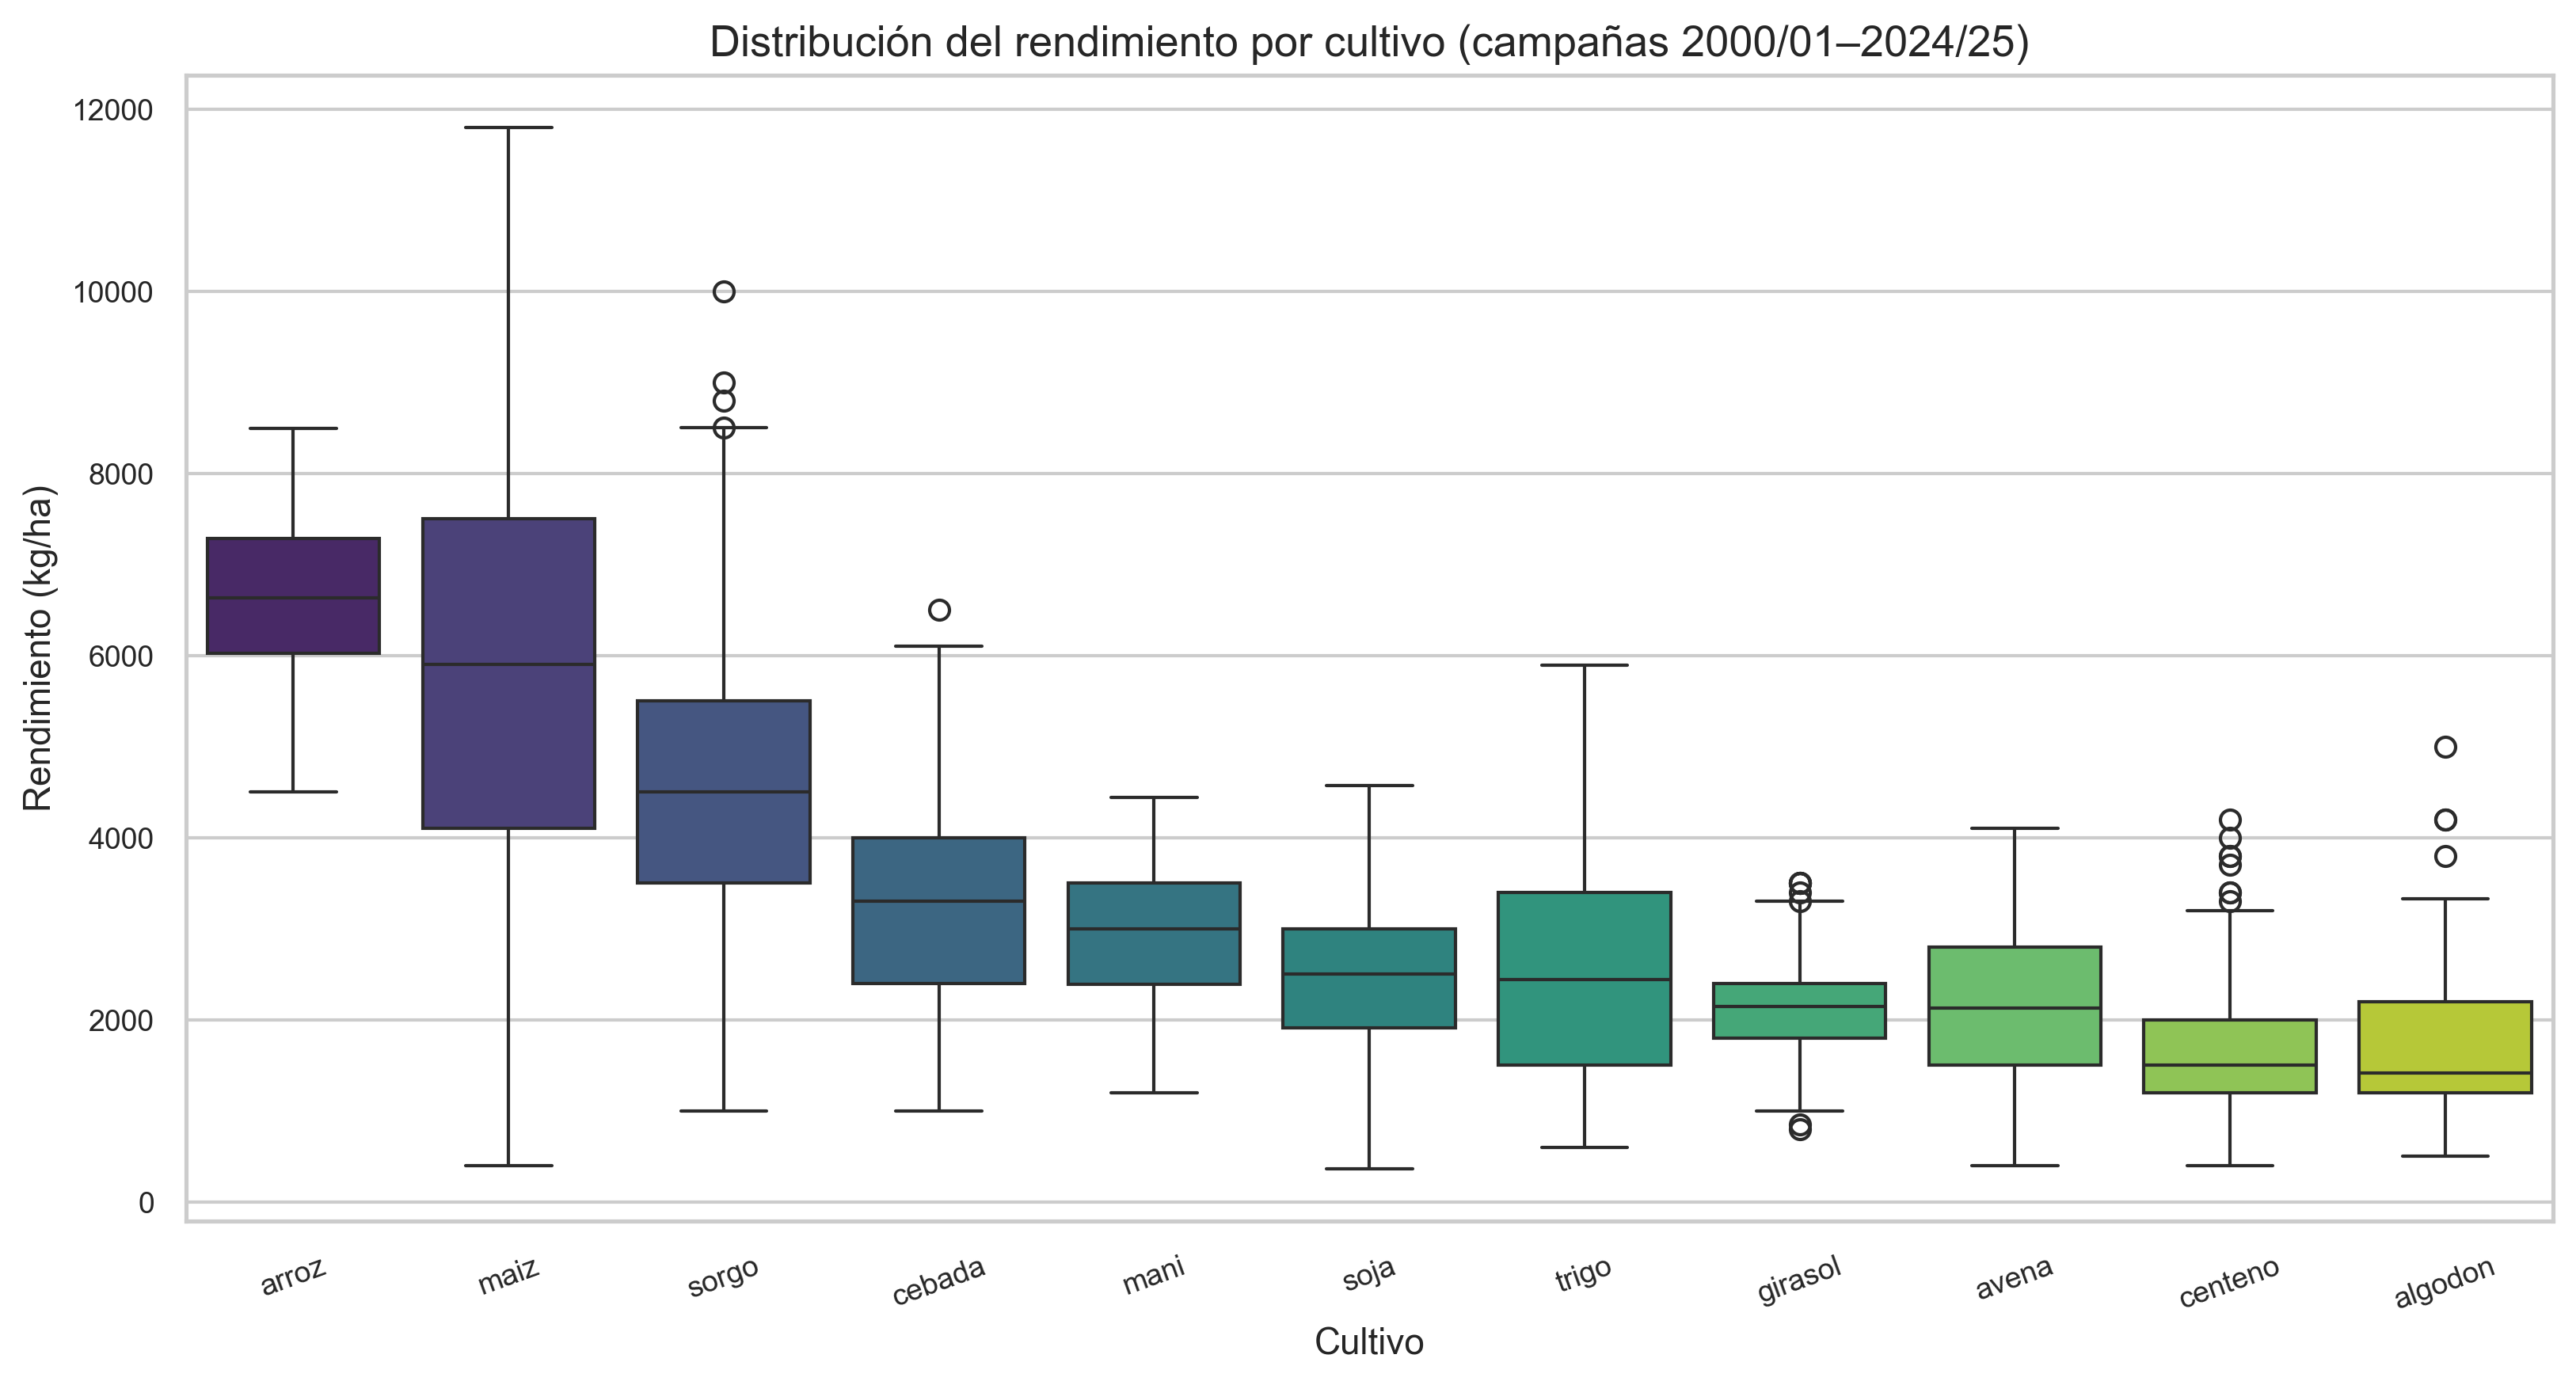 Distribución del rendimiento por cultivo (campañas 2000/01–2024/25)
Rendimiento (kg/ha)
12000
10000
8000
6000
4000
2000
0
arroz
maiz
sorgo
cebada
mani
soja
trigo
girasol
avena
centeno
algodon
Cultivo